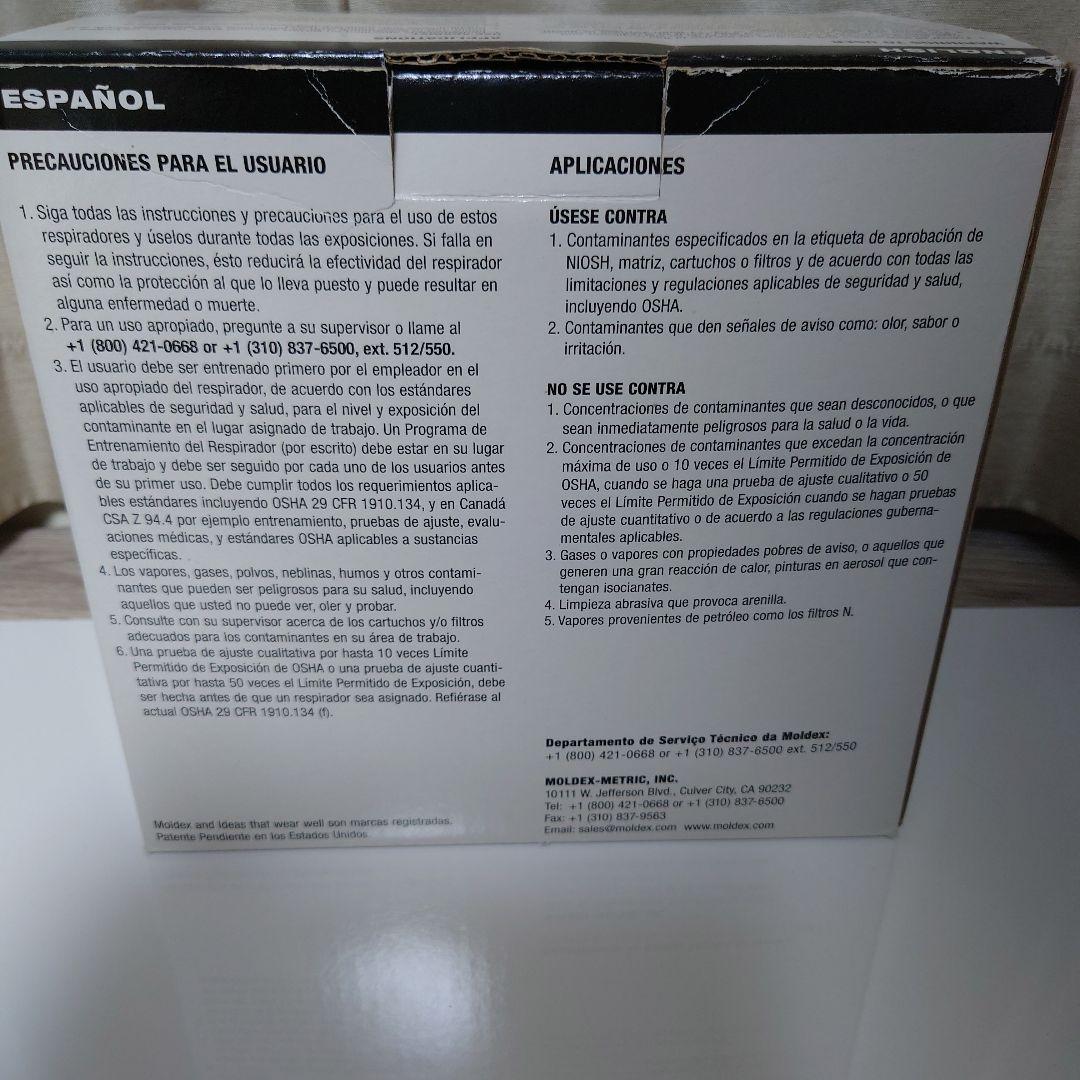 ESPAÑOL
PRECAUCIONES PARA EL USUARIO
1. Siga todas las instrucciones y precauciones para el uso de estos
respiradores y úselos durante todas las exposiciones. Si falla en
seguir la instrucciones, ésto reducirá la efectividad del respirador
así como la protección al que lo lleva puesto y puede resultar en
alguna enfermedad o muerte.
2. Para un uso apropiado, pregunte a su supervisor o llame al
+1 (800) 421-0668 or +1 (310) 837-6500, ext. 512/550.
3. El usuario debe ser entrenado primero por el empleador en el
uso apropiado del respirador, de acuerdo con los estándares
aplicables de seguridad y salud, para el nivel y exposición del
contaminante en el lugar asignado de trabajo. Un Programa de
Entrenamiento del Respirador (por escrito) debe estar en su lugar
de trabajo y debe ser seguido por cada uno de los usuarios antes
de su primer uso. Debe cumplir todos los requerimientos aplica-
bles estándares incluyendo OSHA 29 CFR 1910.134, y en Canadá
CSA Z 94.4 por ejemplo entrenamiento, pruebas de ajuste, evalu-
aciones médicas, y estándares OSHA aplicables a sustancias
específicas.
4. Los vapores, gases, polvos, neblinas, humos y otros contami-
nantes que pueden ser peligrosos para su salud, incluyendo
aquellos que usted no puede ver, oler y probar.
5. Consulte con su supervisor acerca de los cartuchos y/o filtros
adecuados para los contaminantes en su área de trabajo.
6. Una prueba de ajuste cualitativa por hasta 10 veces Límite
Permitido de Exposición de OSHA o una prueba de ajuste cuanti-
tativa por hasta 50 veces el Límite Permitido de Exposición, debe
ser hecha antes de que un respirador sea asignado. Refiérase al
actual OSHA 29 CFR 1910.134 (f).
Moldex and Ideas that wear well son marcas registradas.
Patente Pendiente en los Estados Unidos
APLICACIONES
ÚSESE CONTRA
1. Contaminantes especificados en la etiqueta de aprobación de
NIOSH, matriz, cartuchos o filtros y de acuerdo con todas las
limitaciones y regulaciones aplicables de seguridad y salud,
incluyendo OSHA.
2. Contaminantes que den señales de aviso como: olor, sabor o
irritación.
NO SE USE CONTRA
1. Concentraciones de contaminantes que sean desconocidos, o que
sean inmediatamente peligrosos para la salud o la vida.
2. Concentraciones de contaminantes que excedan la concentración
máxima de uso o 10 veces el Límite Permitido de Exposición de
OSHA, cuando se haga una prueba de ajuste cualitativo o 50
veces el Límite Permitido de Exposición cuando se hagan pruebas
de ajuste cuantitativo o de acuerdo a las regulaciones guberna-
mentales aplicables.
3. Gases o vapores con propiedades pobres de aviso, o aquellos que
generen una gran reacción de calor, pinturas en aerosol que con-
tengan isocianates.
4. Limpieza abrasiva que provoca arenilla.
5. Vapores provenientes de petróleo como los filtros N.
Departamento de Serviço Técnico da Moldex:
+1 (800) 421-0668 or +1 (310) 837-6500 ext. 512/550
MOLDEX-METRIC, INC.
10111 W. Jefferson Blvd., Culver City, CA 90232
Tel: +1 (800) 421-0668 or +1 (310) 837-6500
Fax: +1 (310) 837-9563
Email: sales@moldex.com www.moldex.com